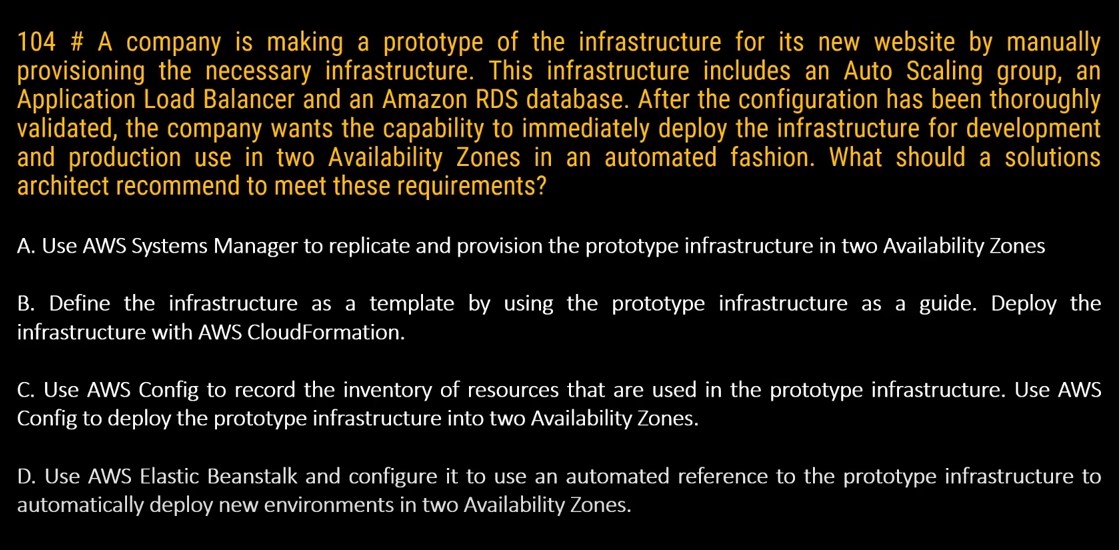 104 # A company is making a prototype of the infrastructure for its new website by manually
provisioning the necessary infrastructure. This infrastructure includes an Auto Scaling group, an
Application Load Balancer and an Amazon RDS database. After the configuration has been thoroughly
validated, the company wants the capability to immediately deploy the infrastructure for development
and production use in two Availability Zones in an automated fashion. What should a solutions
architect recommend to meet these requirements?
A. Use AWS Systems Manager to replicate and provision the prototype infrastructure in two Availability Zones
B. Define the infrastructure as a template by using the prototype infrastructure as a guide. Deploy the
infrastructure with AWS CloudFormation.
C. Use AWS Config to record the inventory of resources that are used in the prototype infrastructure. Use AWS
Config to deploy the prototype infrastructure into two Availability Zones.
D. Use AWS Elastic Beanstalk and configure it to use an automated reference to the prototype infrastructure to
automatically deploy new environments in two Availability Zones.